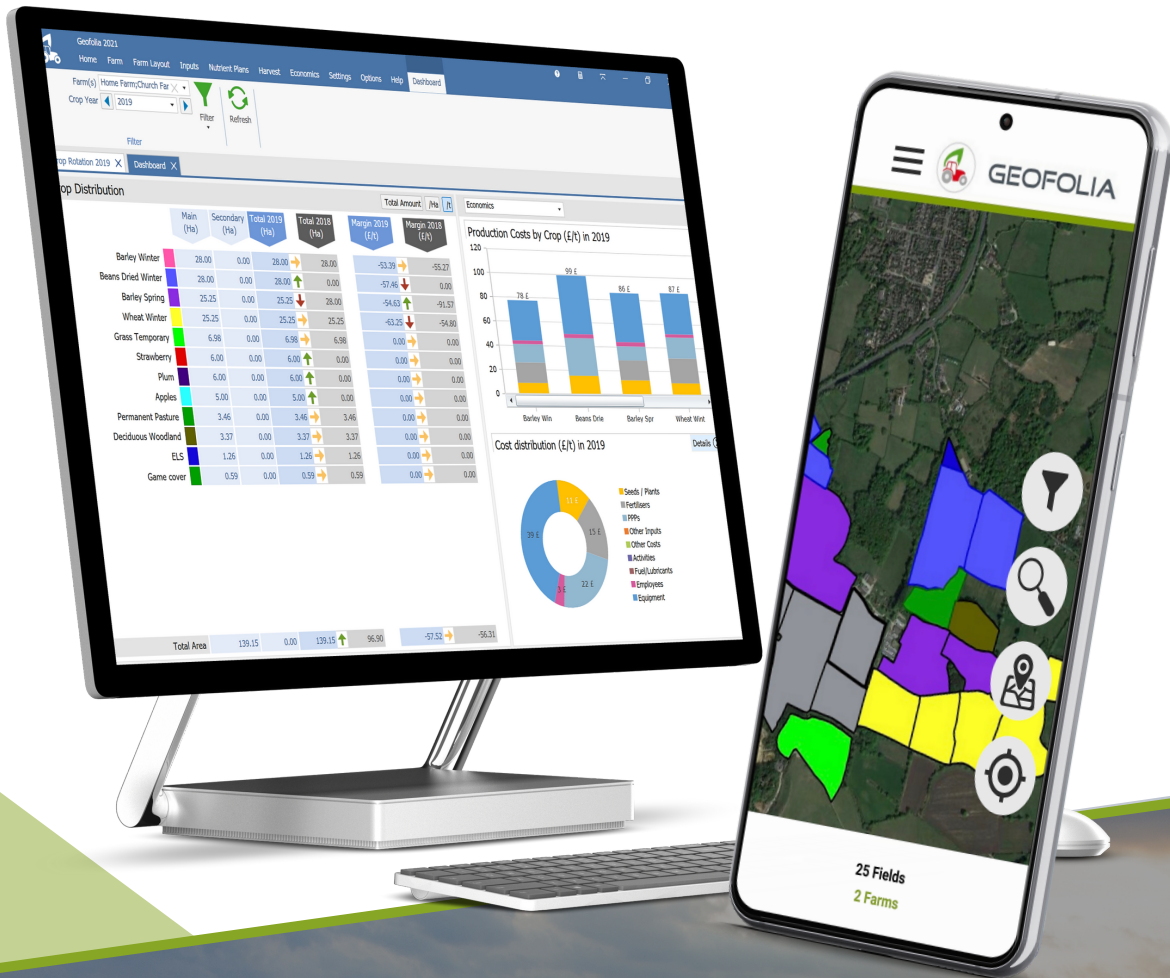 Geofolia 2021
Home Farm Farm Layout Inputs Nutrient Plans Harvest Economics Settings Options Help Dashboard
Farm(s) Home Farm;Church Far
Crop Year 2019
Filter Refresh
Filter
rop Rotation 2019 X Dashboard X
op Distribution
Total Amount /Ha /t
Main (Ha) Secondary (Ha) Total 2019 (Ha) Total 2018 (Ha) Margin 2019 (£/t) Margin 2018 (£/t)
Barley Winter 28.00 0.00 28.00 28.00 -53.39 -55.27
Beans Dried Winter 28.00 0.00 28.00 0.00 -57.46 0.00
Barley Spring 25.25 0.00 25.25 28.00 -54.63 -91.57
Wheat Winter 25.25 0.00 25.25 25.25 -63.25 -54.80
Grass Temporary 6.98 0.00 6.98 6.98 0.00 0.00
Strawberry 6.00 0.00 6.00 0.00 0.00 0.00
Plum 6.00 0.00 6.00 0.00 0.00 0.00
Apples 5.00 0.00 5.00 0.00 0.00 0.00
Permanent Pasture 3.46 0.00 3.46 3.46 0.00 0.00
Deciduous Woodland 3.37 0.00 3.37 3.37 0.00 0.00
ELS 1.26 0.00 1.26 1.26 0.00 0.00
Game cover 0.59 0.00 0.59 0.59 0.00 0.00
Total Area 139.15 0.00 139.15 96.90 -57.52 -56.31
Economics
Production Costs by Crop (£/t) in 2019
120
100
80
60
40
20
0
78 £ 99 £ 86 £ 87 £
Barley Win Beans Drie Barley Spr Wheat Wint
Cost distribution (£/t) in 2019
Details
11 £
15 £
22 £
3 £
39 £
Seeds / Plants
Fertilisers
PPPs
Other Inputs
Other Costs
Activities
Fuel/Lubricants
Employees
Equipment
GEOFOLIA
25 Fields
2 Farms